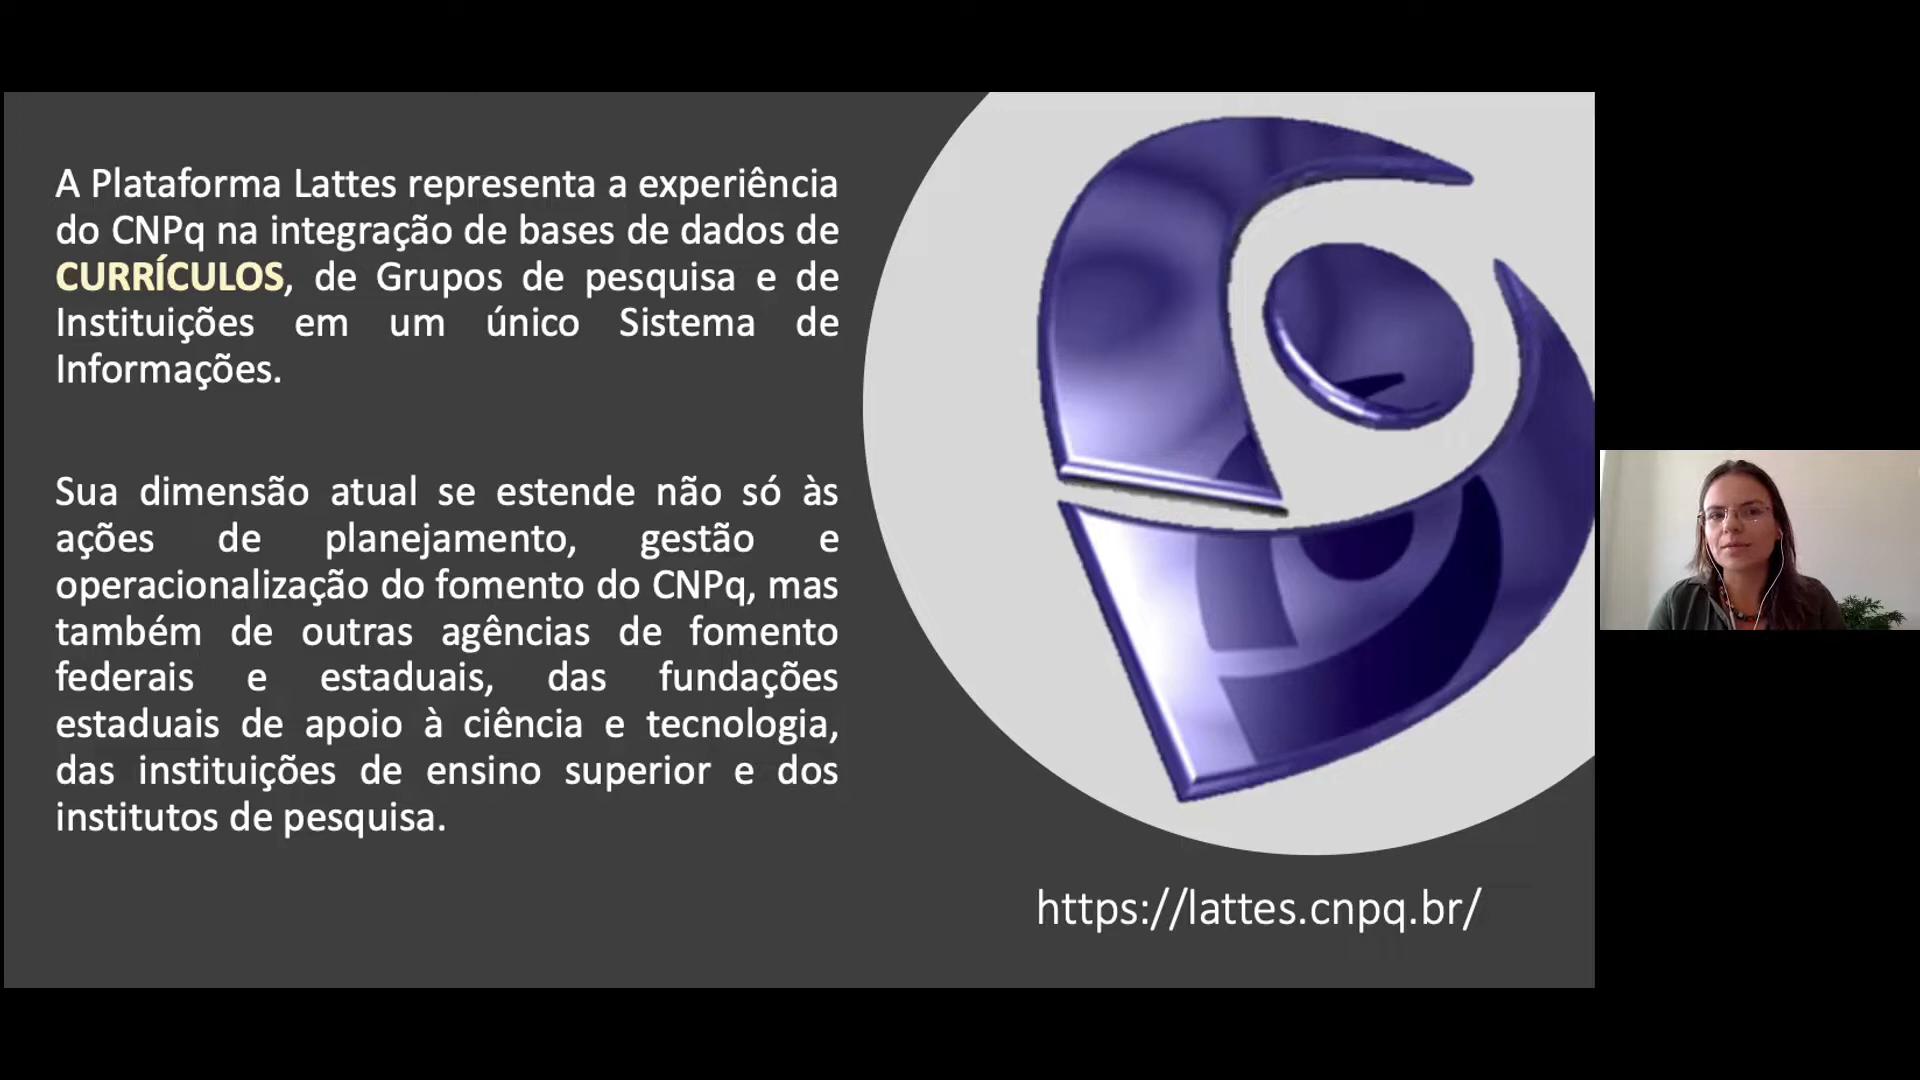 A Plataforma Lattes representa a experiência
do CNPq na integração de bases de dados de
CURRÍCULOS, de Grupos de pesquisa e de
Instituições em um único Sistema de
Informações.
Sua dimensão atual se estende não só às
ações de planejamento, gestão e
operacionalização do fomento do CNPq, mas
também de outras agências de fomento
federais e estaduais, das fundações
estaduais de apoio à ciência e tecnologia,
das instituições de ensino superior e dos
institutos de pesquisa.
https://lattes.cnpq.br/